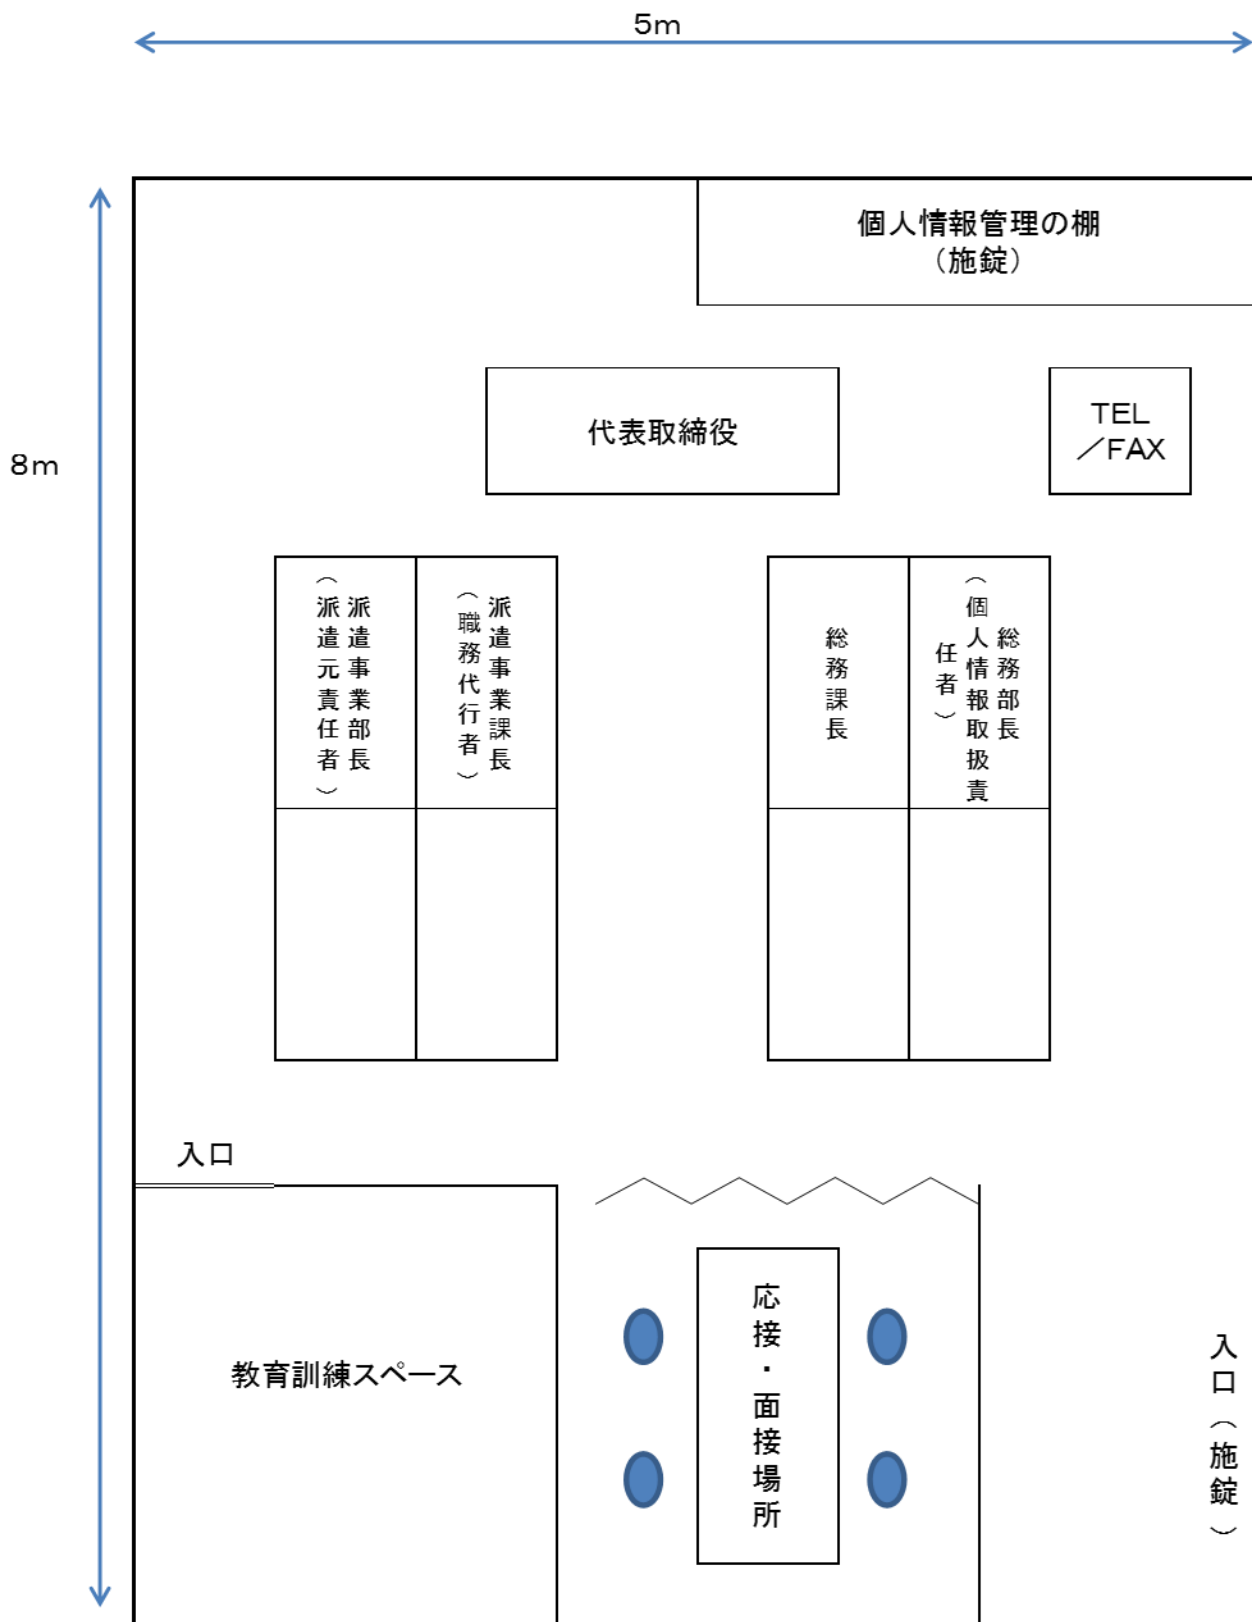 5m
8m
個人情報管理の棚
（施錠）
代表取締役
TEL
／FAX
派遣事業部長
（派遣元責任者）
派遣事業課長
（職務代行者）
総務課長
総務部長
（個人情報取扱責
任者）
入口
教育訓練スペース
応接・面接場所
入口（施錠）